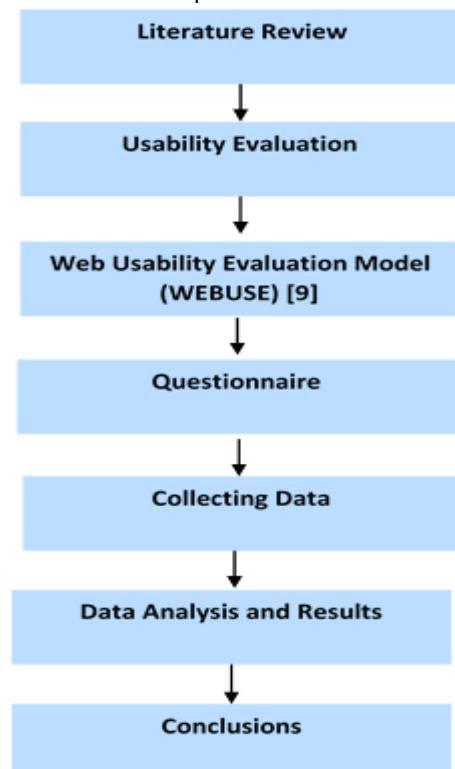 Literature Review
Usability Evaluation
Web Usability Evaluation Model
(WEBUSE) [9]
Questionnaire
Collecting Data
Data Analysis and Results
Conclusions